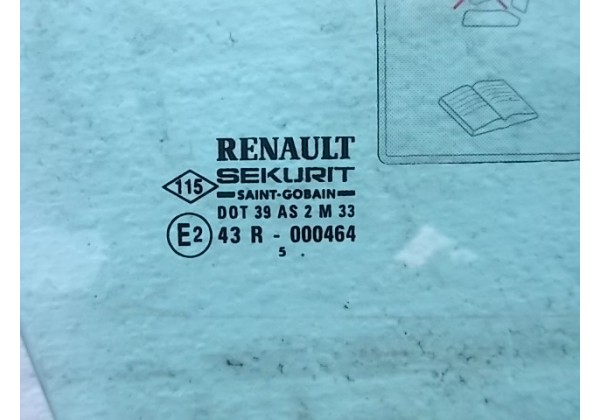 RENAULT
115 SEKURIT
SAINT-GOBAIN
DOT 39 AS 2 M 33
E2 43 R - 000464
5 .